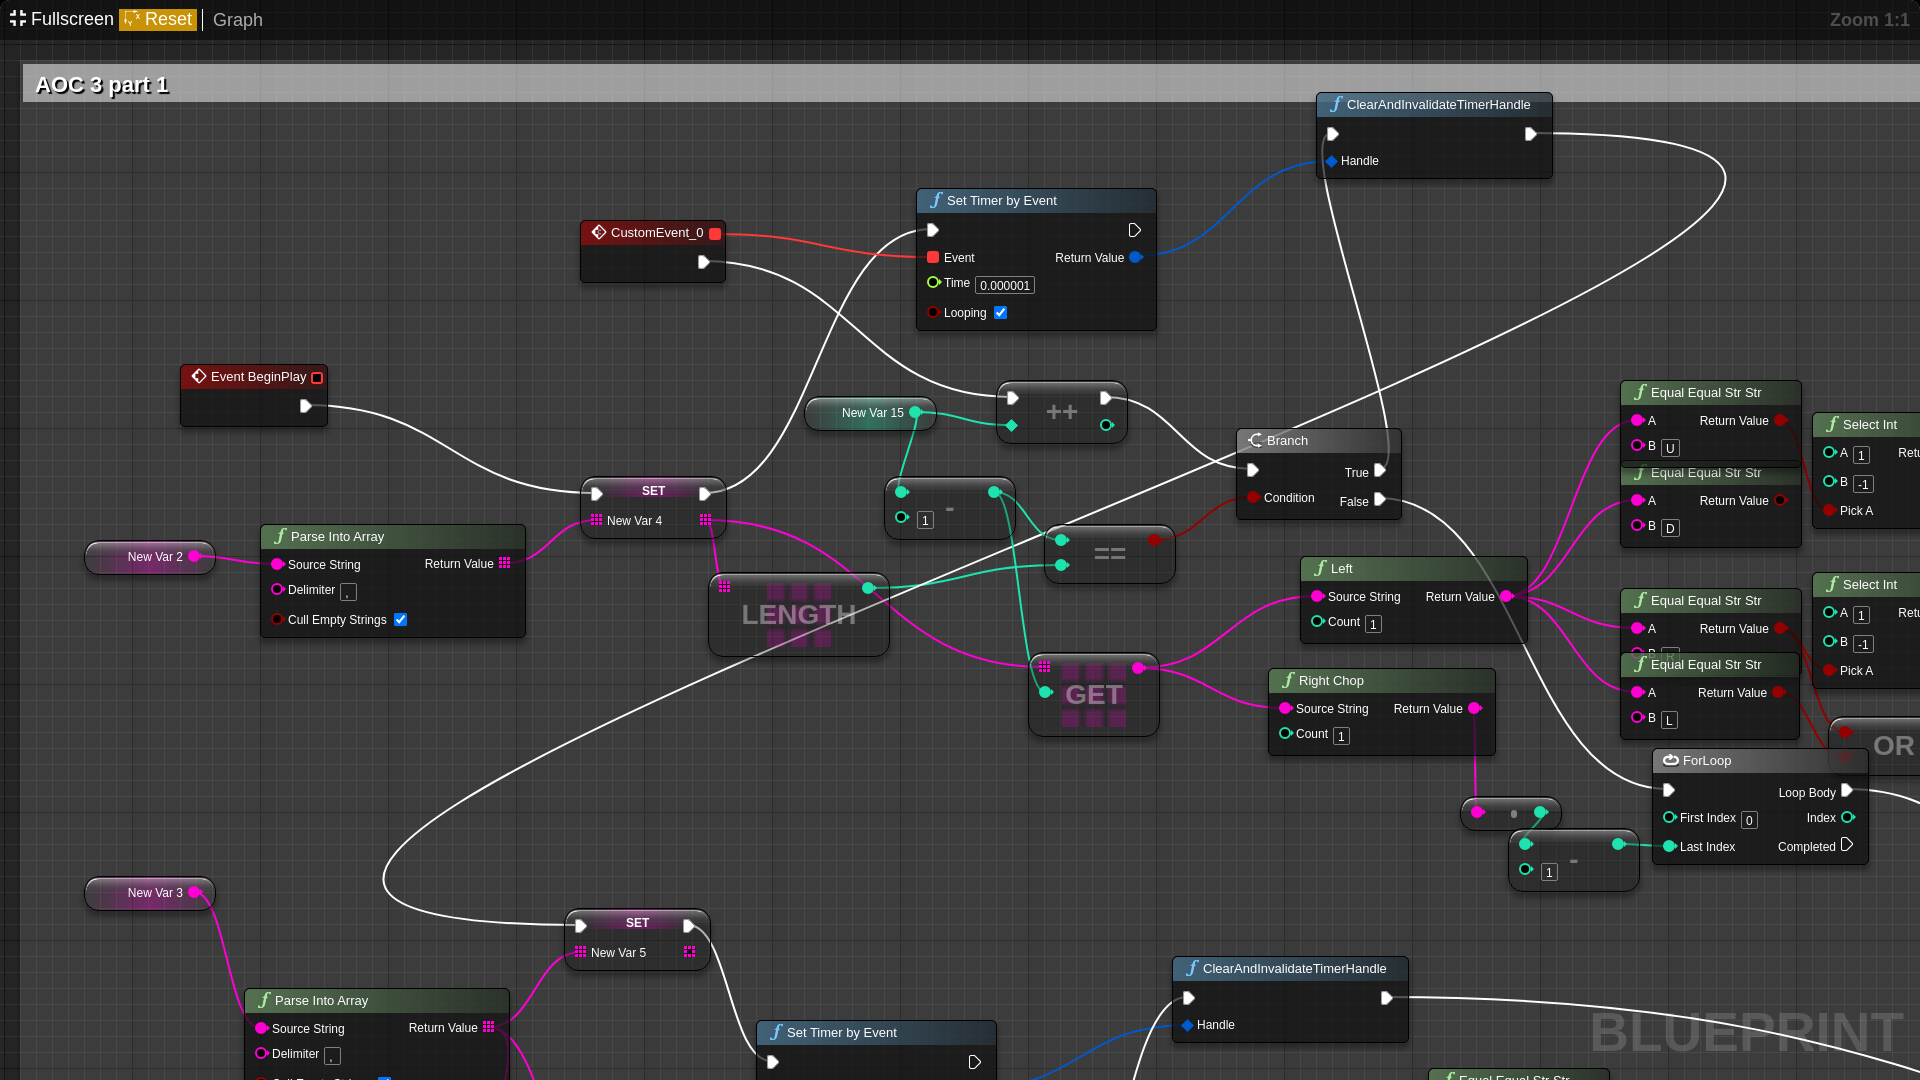 Fullscreen Reset Graph Zoom 1:1
AOC 3 part 1
ClearAndInvalidateTimerHandle
Handle
Set Timer by Event
Event Return Value
Time 0.000001
Looping
CustomEvent_0
Event BeginPlay
New Var 15
++
Branch
True
Condition False
SET
New Var 4
1 -
==
New Var 2
Parse Into Array
Source String Return Value
Delimiter ,
Cull Empty Strings
LENGTH
GET
Left
Source String Return Value
Count 1
Right Chop
Source String Return Value
Count 1
Equal Equal Str Str
A Return Value
B U
Equal Equal Str Str
A Return Value
B D
Select Int
A 1
B -1
Pick A
Equal Equal Str Str
A Return Value
B R
Equal Equal Str Str
A Return Value
B L
Select Int
A 1
B -1
Pick A
OR
ForLoop
Loop Body
First Index 0 Index
Last Index Completed
1 -
New Var 3
SET
New Var 5
Parse Into Array
Source String Return Value
Delimiter ,
Cull Empty Strings
Set Timer by Event
ClearAndInvalidateTimerHandle
Handle
BLUEPRINT
Equal Equal Str Str